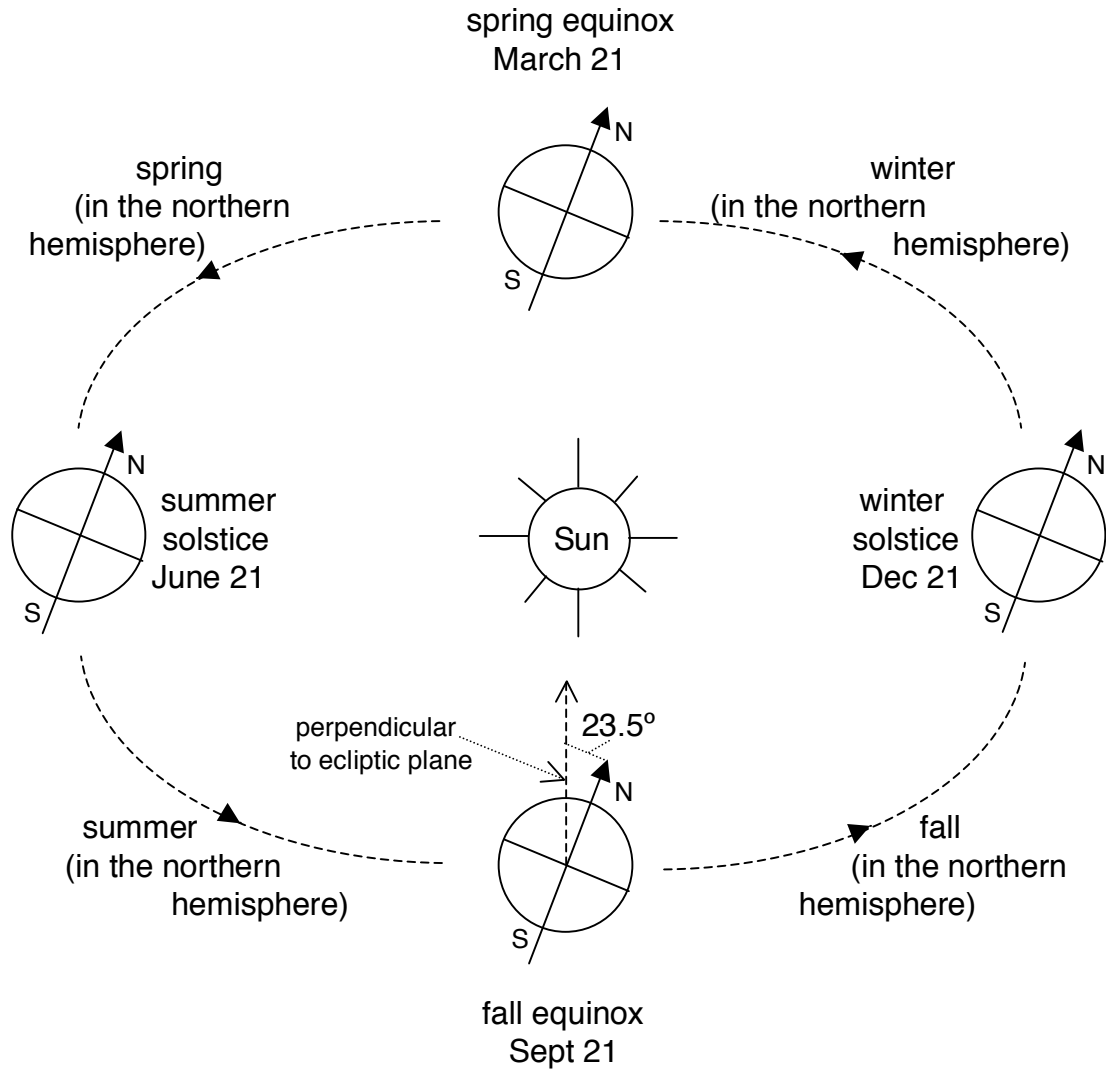 spring equinox
March 21
N
S
spring
(in the northern
hemisphere)
winter
(in the northern
hemisphere)
N
S
summer
solstice
June 21
Sun
winter
solstice
Dec 21
N
S
perpendicular
to ecliptic plane
23.5º
N
S
summer
(in the northern
hemisphere)
fall
(in the northern
hemisphere)
fall equinox
Sept 21